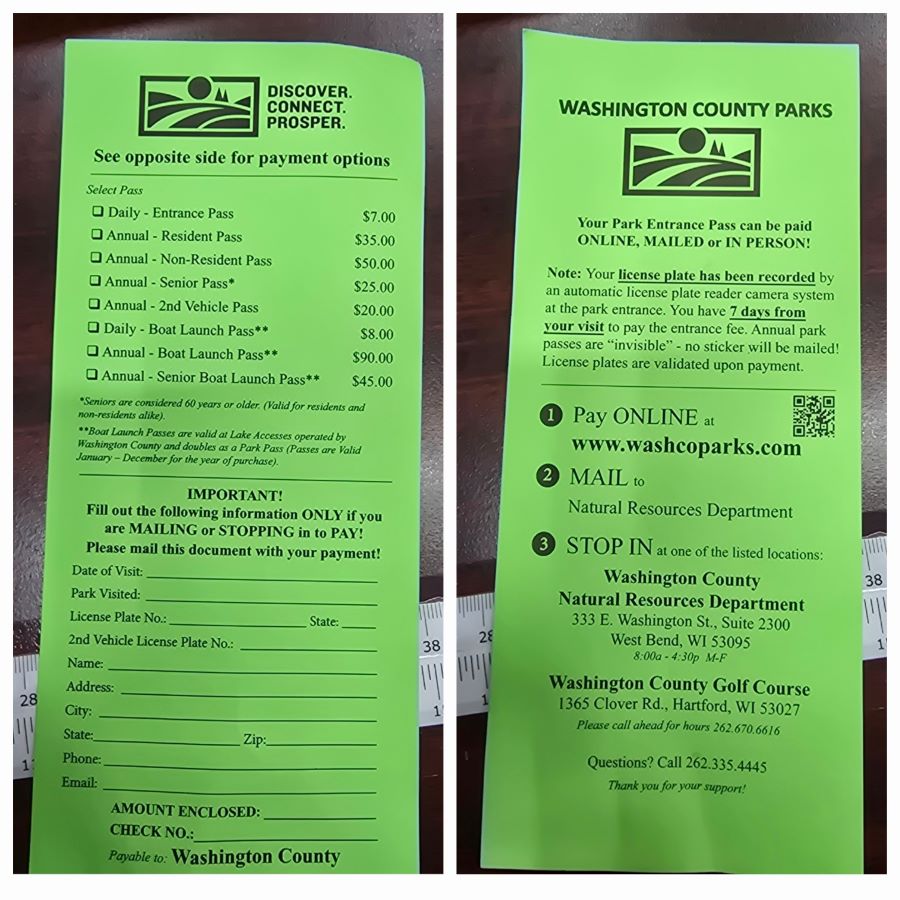 DISCOVER.
CONNECT.
PROSPER.
See opposite side for payment options
Select Pass
❏ Daily - Entrance Pass $7.00
❏ Annual - Resident Pass $35.00
❏ Annual - Non-Resident Pass $50.00
❏ Annual - Senior Pass* $25.00
❏ Annual - 2nd Vehicle Pass $20.00
❏ Daily - Boat Launch Pass** $8.00
❏ Annual - Boat Launch Pass** $90.00
❏ Annual - Senior Boat Launch Pass** $45.00
*Seniors are considered 60 years or older. (Valid for residents and
non-residents alike).
**Boat Launch Passes are valid at Lake Accesses operated by
Washington County and doubles as a Park Pass (Passes are Valid
January – December for the year of purchase).
IMPORTANT!
Fill out the following information ONLY if you
are MAILING or STOPPING in to PAY!
Please mail this document with your payment!
Date of Visit:
Park Visited:
License Plate No.: State:
2nd Vehicle License Plate No.:
Name:
Address:
City:
State: Zip:
Phone:
Email:
AMOUNT ENCLOSED:
CHECK NO.:
Payable to: Washington County
28
38
WASHINGTON COUNTY PARKS
Your Park Entrance Pass can be paid
ONLINE, MAILED or IN PERSON!
Note: Your license plate has been recorded by
an automatic license plate reader camera system
at the park entrance. You have 7 days from
your visit to pay the entrance fee. Annual park
passes are “invisible” - no sticker will be mailed!
License plates are validated upon payment.
1 Pay ONLINE at
www.washcoparks.com
2 MAIL to
Natural Resources Department
3 STOP IN at one of the listed locations:
Washington County
Natural Resources Department
333 E. Washington St., Suite 2300
West Bend, WI 53095
8:00a - 4:30p M-F
Washington County Golf Course
1365 Clover Rd., Hartford, WI 53027
Please call ahead for hours 262.670.6616
Questions? Call 262.335.4445
Thank you for your support!
28
38